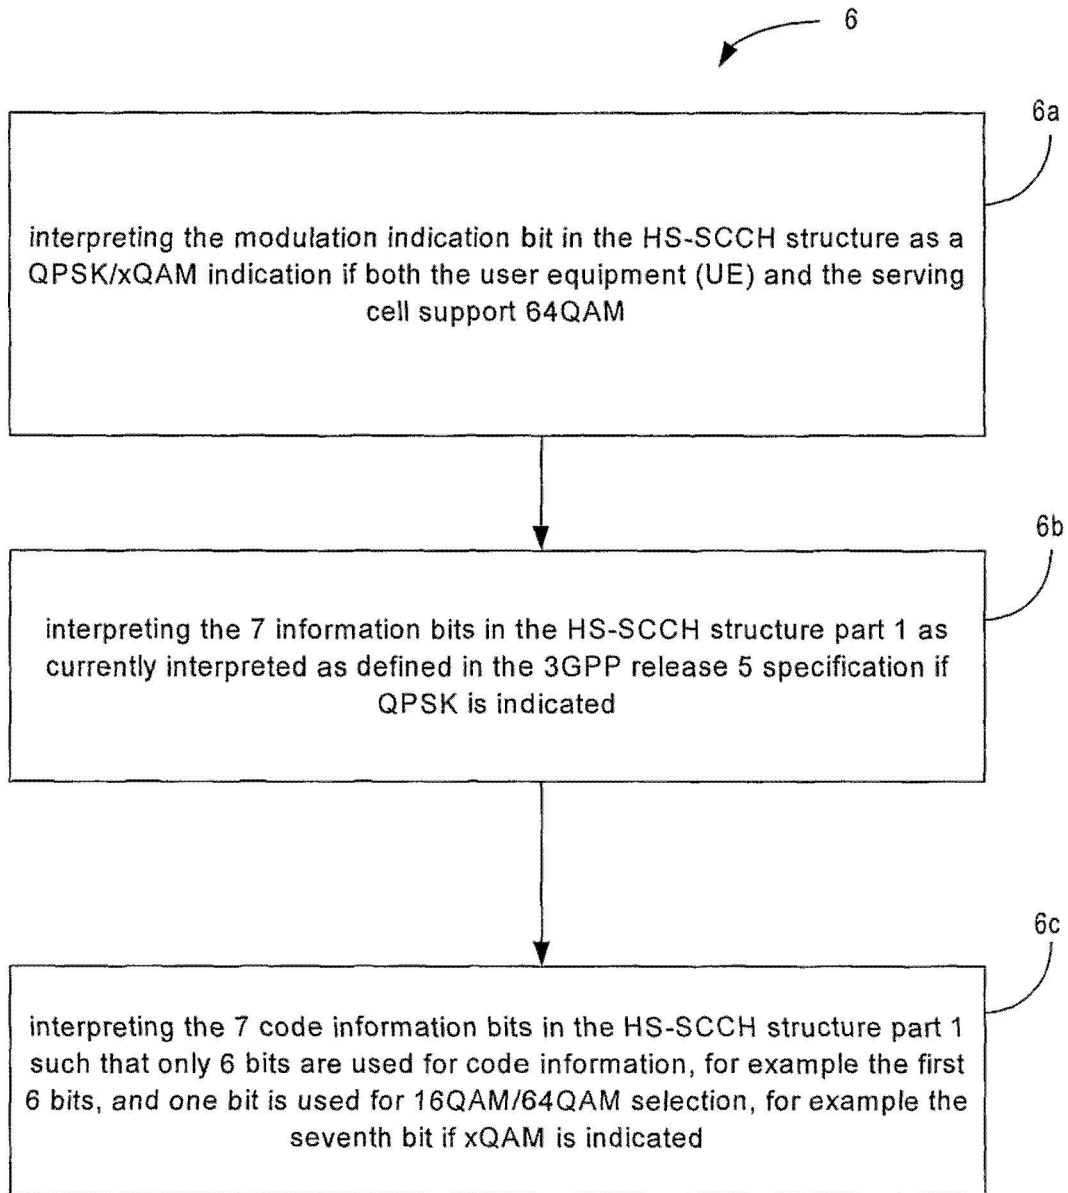 6
6a
interpreting the modulation indication bit in the HS-SCCH structure as a
QPSK/xQAM indication if both the user equipment (UE) and the serving
cell support 64QAM
6b
interpreting the 7 information bits in the HS-SCCH structure part 1 as
currently interpreted as defined in the 3GPP release 5 specification if
QPSK is indicated
6c
interpreting the 7 code information bits in the HS-SCCH structure part 1
such that only 6 bits are used for code information, for example the first
6 bits, and one bit is used for 16QAM/64QAM selection, for example the
seventh bit if xQAM is indicated